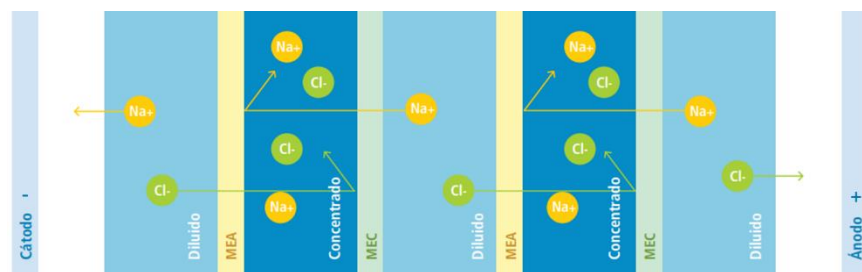 Cátodo -
Na+
Cl-
Diluido
MEA
Na+
Cl-
Cl-
Na+
Concentrado
MEC
Na+
Cl-
Diluido
MEA
Na+
Cl-
Cl-
Na+
Concentrado
MEC
Na+
Cl-
Diluido
Ánodo +